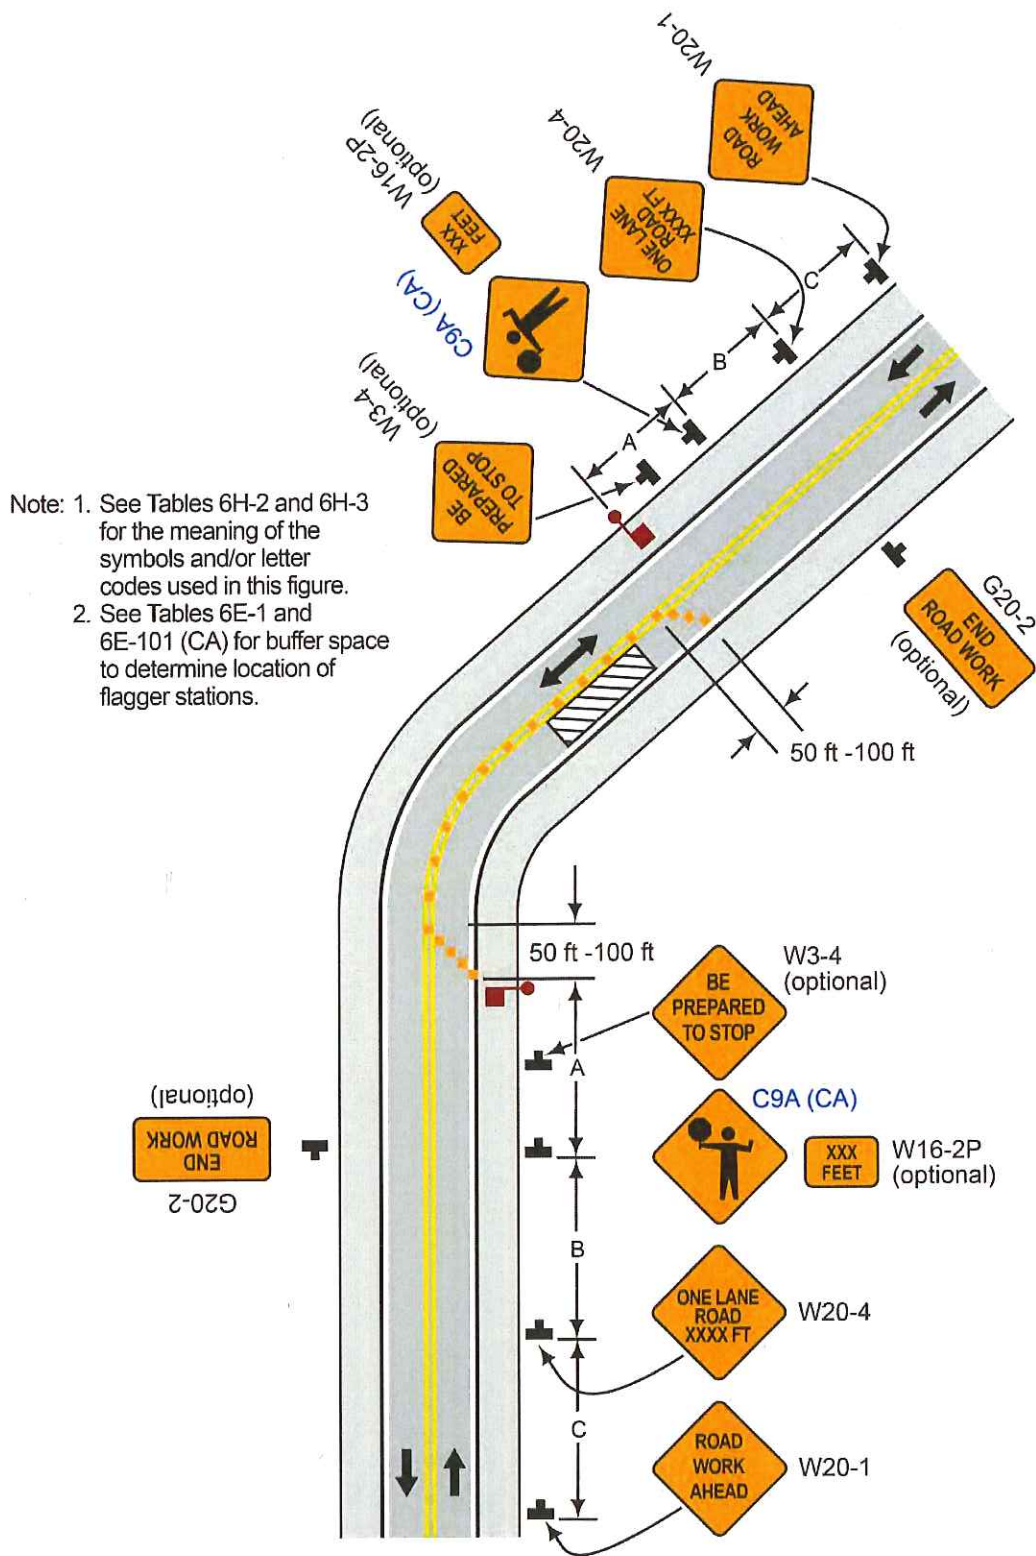 W20-1
ROAD
WORK
AHEAD
W20-4
ONE LANE
ROAD
XXXX FT
W16-2P
(optional)
XXX
FEET
C9A (CA)
W3-4
(optional)
BE
PREPARED
TO STOP
A
B
C
Note: 1. See Tables 6H-2 and 6H-3
for the meaning of the
symbols and/or letter
codes used in this figure.
2. See Tables 6E-1 and
6E-101 (CA) for buffer space
to determine location of
flagger stations.
G20-2
END
ROAD WORK
(optional)
50 ft -100 ft
50 ft -100 ft
BE
PREPARED
TO STOP
W3-4
(optional)
A
C9A (CA)
XXX
FEET
W16-2P
(optional)
G20-2
END
ROAD WORK
(optional)
B
ONE LANE
ROAD
XXXX FT
W20-4
C
ROAD
WORK
AHEAD
W20-1